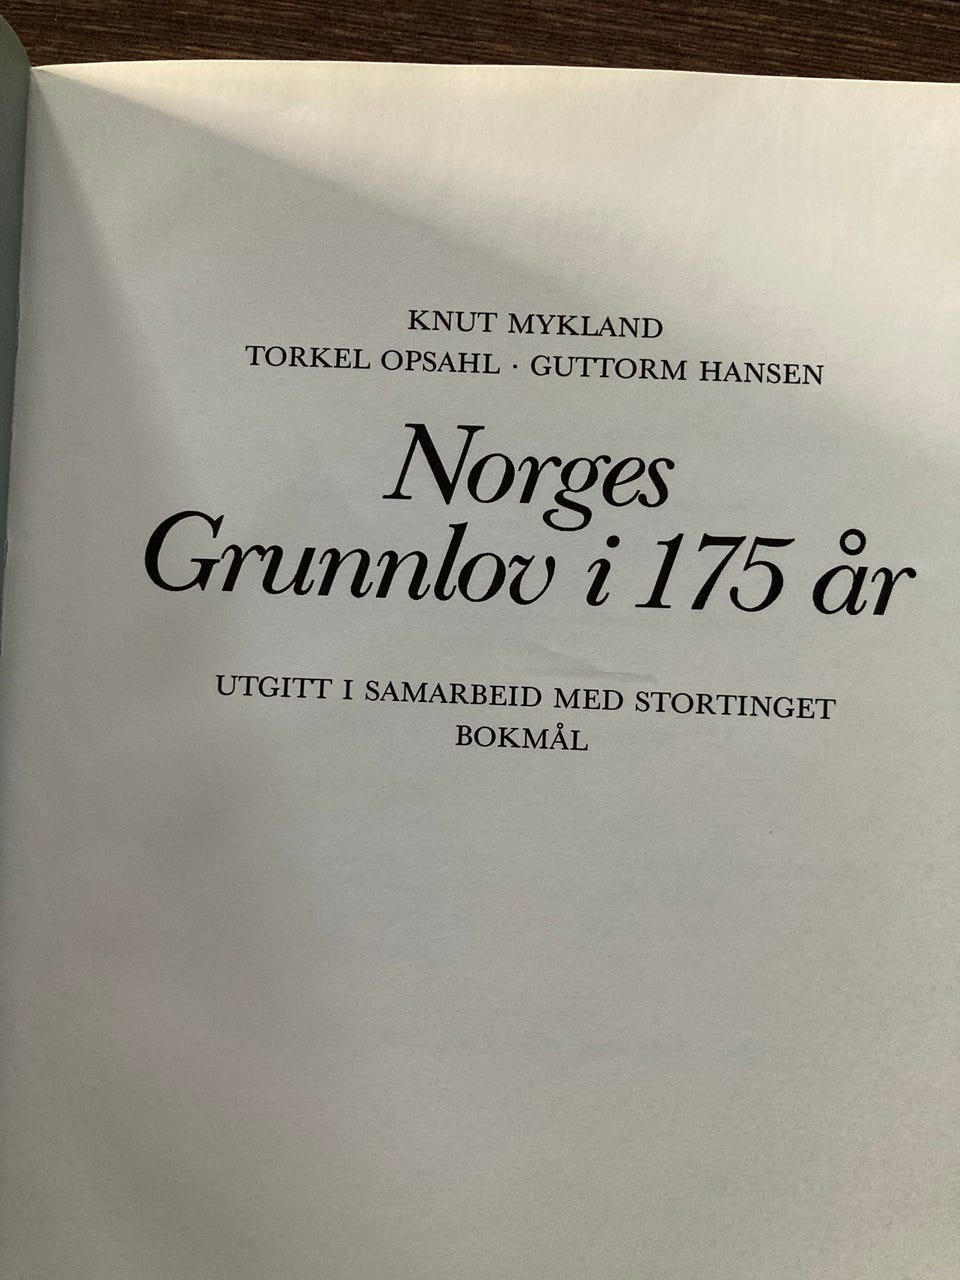 KNUT MYKLAND
TORKEL OPSAHL · GUTTORM HANSEN
Norges
Grunnlov i 175 år
UTGITT I SAMARBEID MED STORTINGET
BOKMÅL